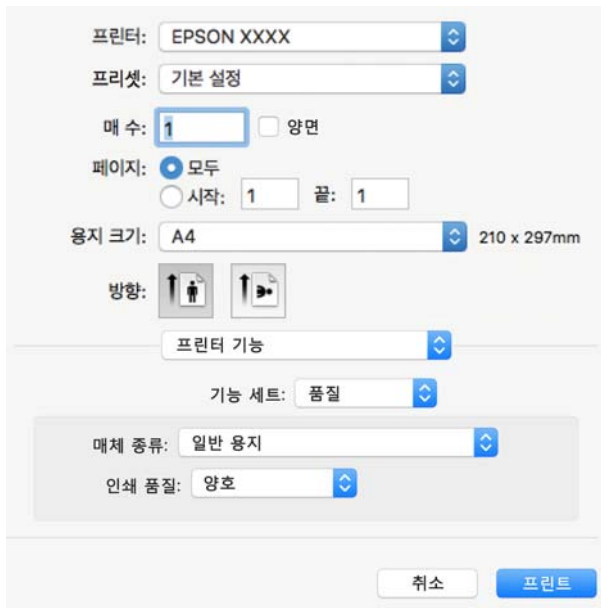 프린터: EPSON XXXX
프리셋: 기본 설정
매 수: 1 양면
페이지: 모두
시작: 1 끝: 1
용지 크기: A4 210 x 297mm
방향:
프린터 기능
기능 세트: 품질
매체 종류: 일반 용지
인쇄 품질: 양호
취소 프린트